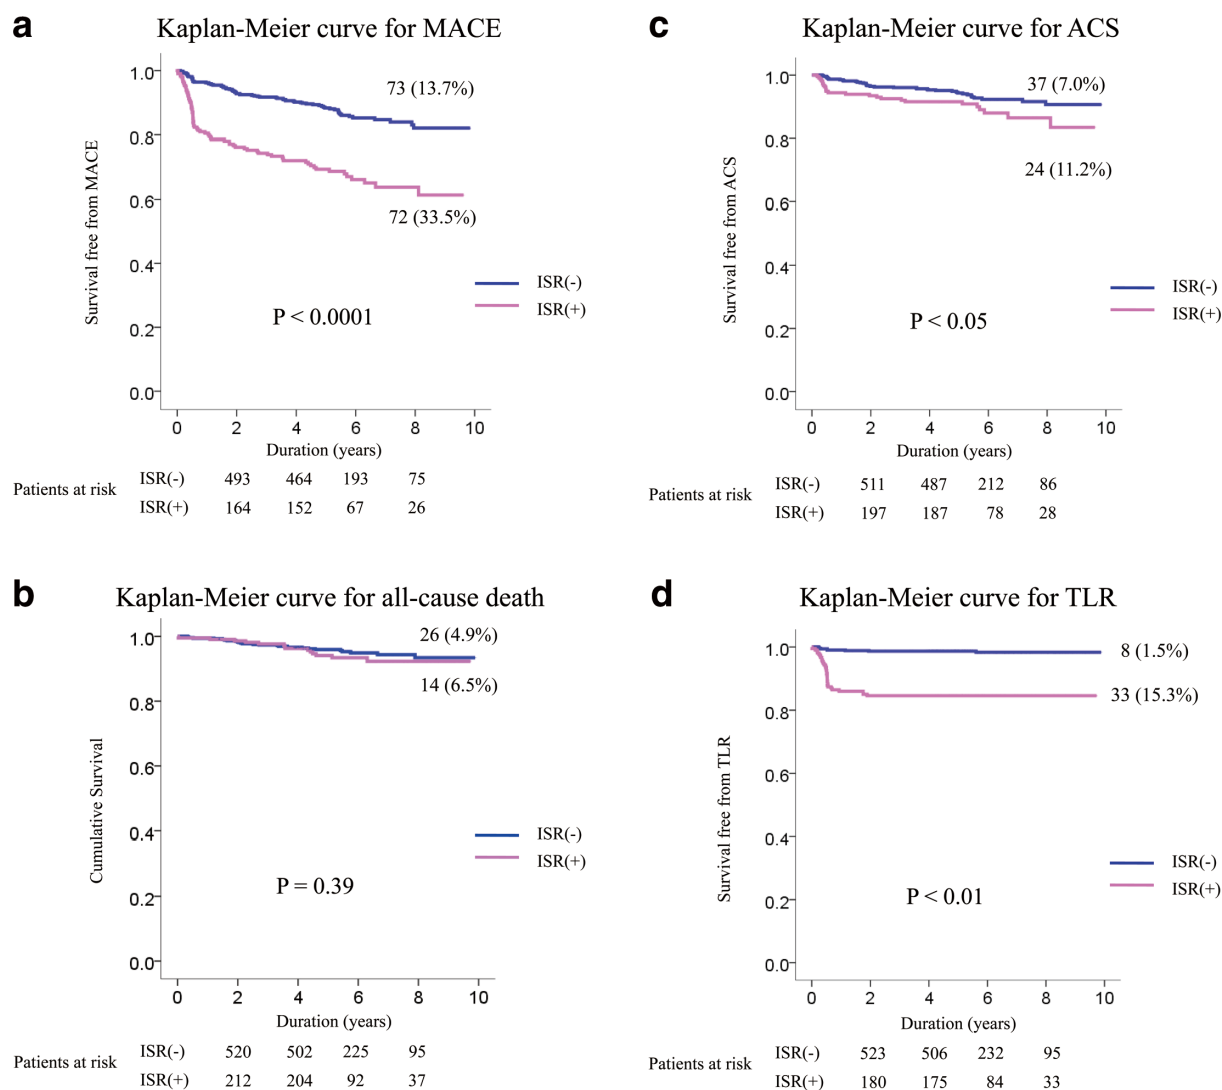 a
Kaplan-Meier curve for MACE
Survival free from MACE
1.0
0.8
0.6
0.4
0.2
0.0
73 (13.7%)
72 (33.5%)
ISR(-)
ISR(+)
P < 0.0001
0 2 4 6 8 10
Duration (years)
Patients at risk
ISR(-) 493 464 193 75
ISR(+) 164 152 67 26
c
Kaplan-Meier curve for ACS
Survival free from ACS
1.0
0.8
0.6
0.4
0.2
0.0
37 (7.0%)
24 (11.2%)
ISR(-)
ISR(+)
P < 0.05
0 2 4 6 8 10
Duration (years)
Patients at risk
ISR(-) 511 487 212 86
ISR(+) 197 187 78 28
b
Kaplan-Meier curve for all-cause death
Cumulative Survival
1.0
0.8
0.6
0.4
0.2
0.0
26 (4.9%)
14 (6.5%)
ISR(-)
ISR(+)
P = 0.39
0 2 4 6 8 10
Duration (years)
Patients at risk
ISR(-) 520 502 225 95
ISR(+) 212 204 92 37
d
Kaplan-Meier curve for TLR
Survival free from TLR
1.0
0.8
0.6
0.4
0.2
0.0
8 (1.5%)
33 (15.3%)
ISR(-)
ISR(+)
P < 0.01
0 2 4 6 8 10
Duration (years)
Patients at risk
ISR(-) 523 506 232 95
ISR(+) 180 175 84 33